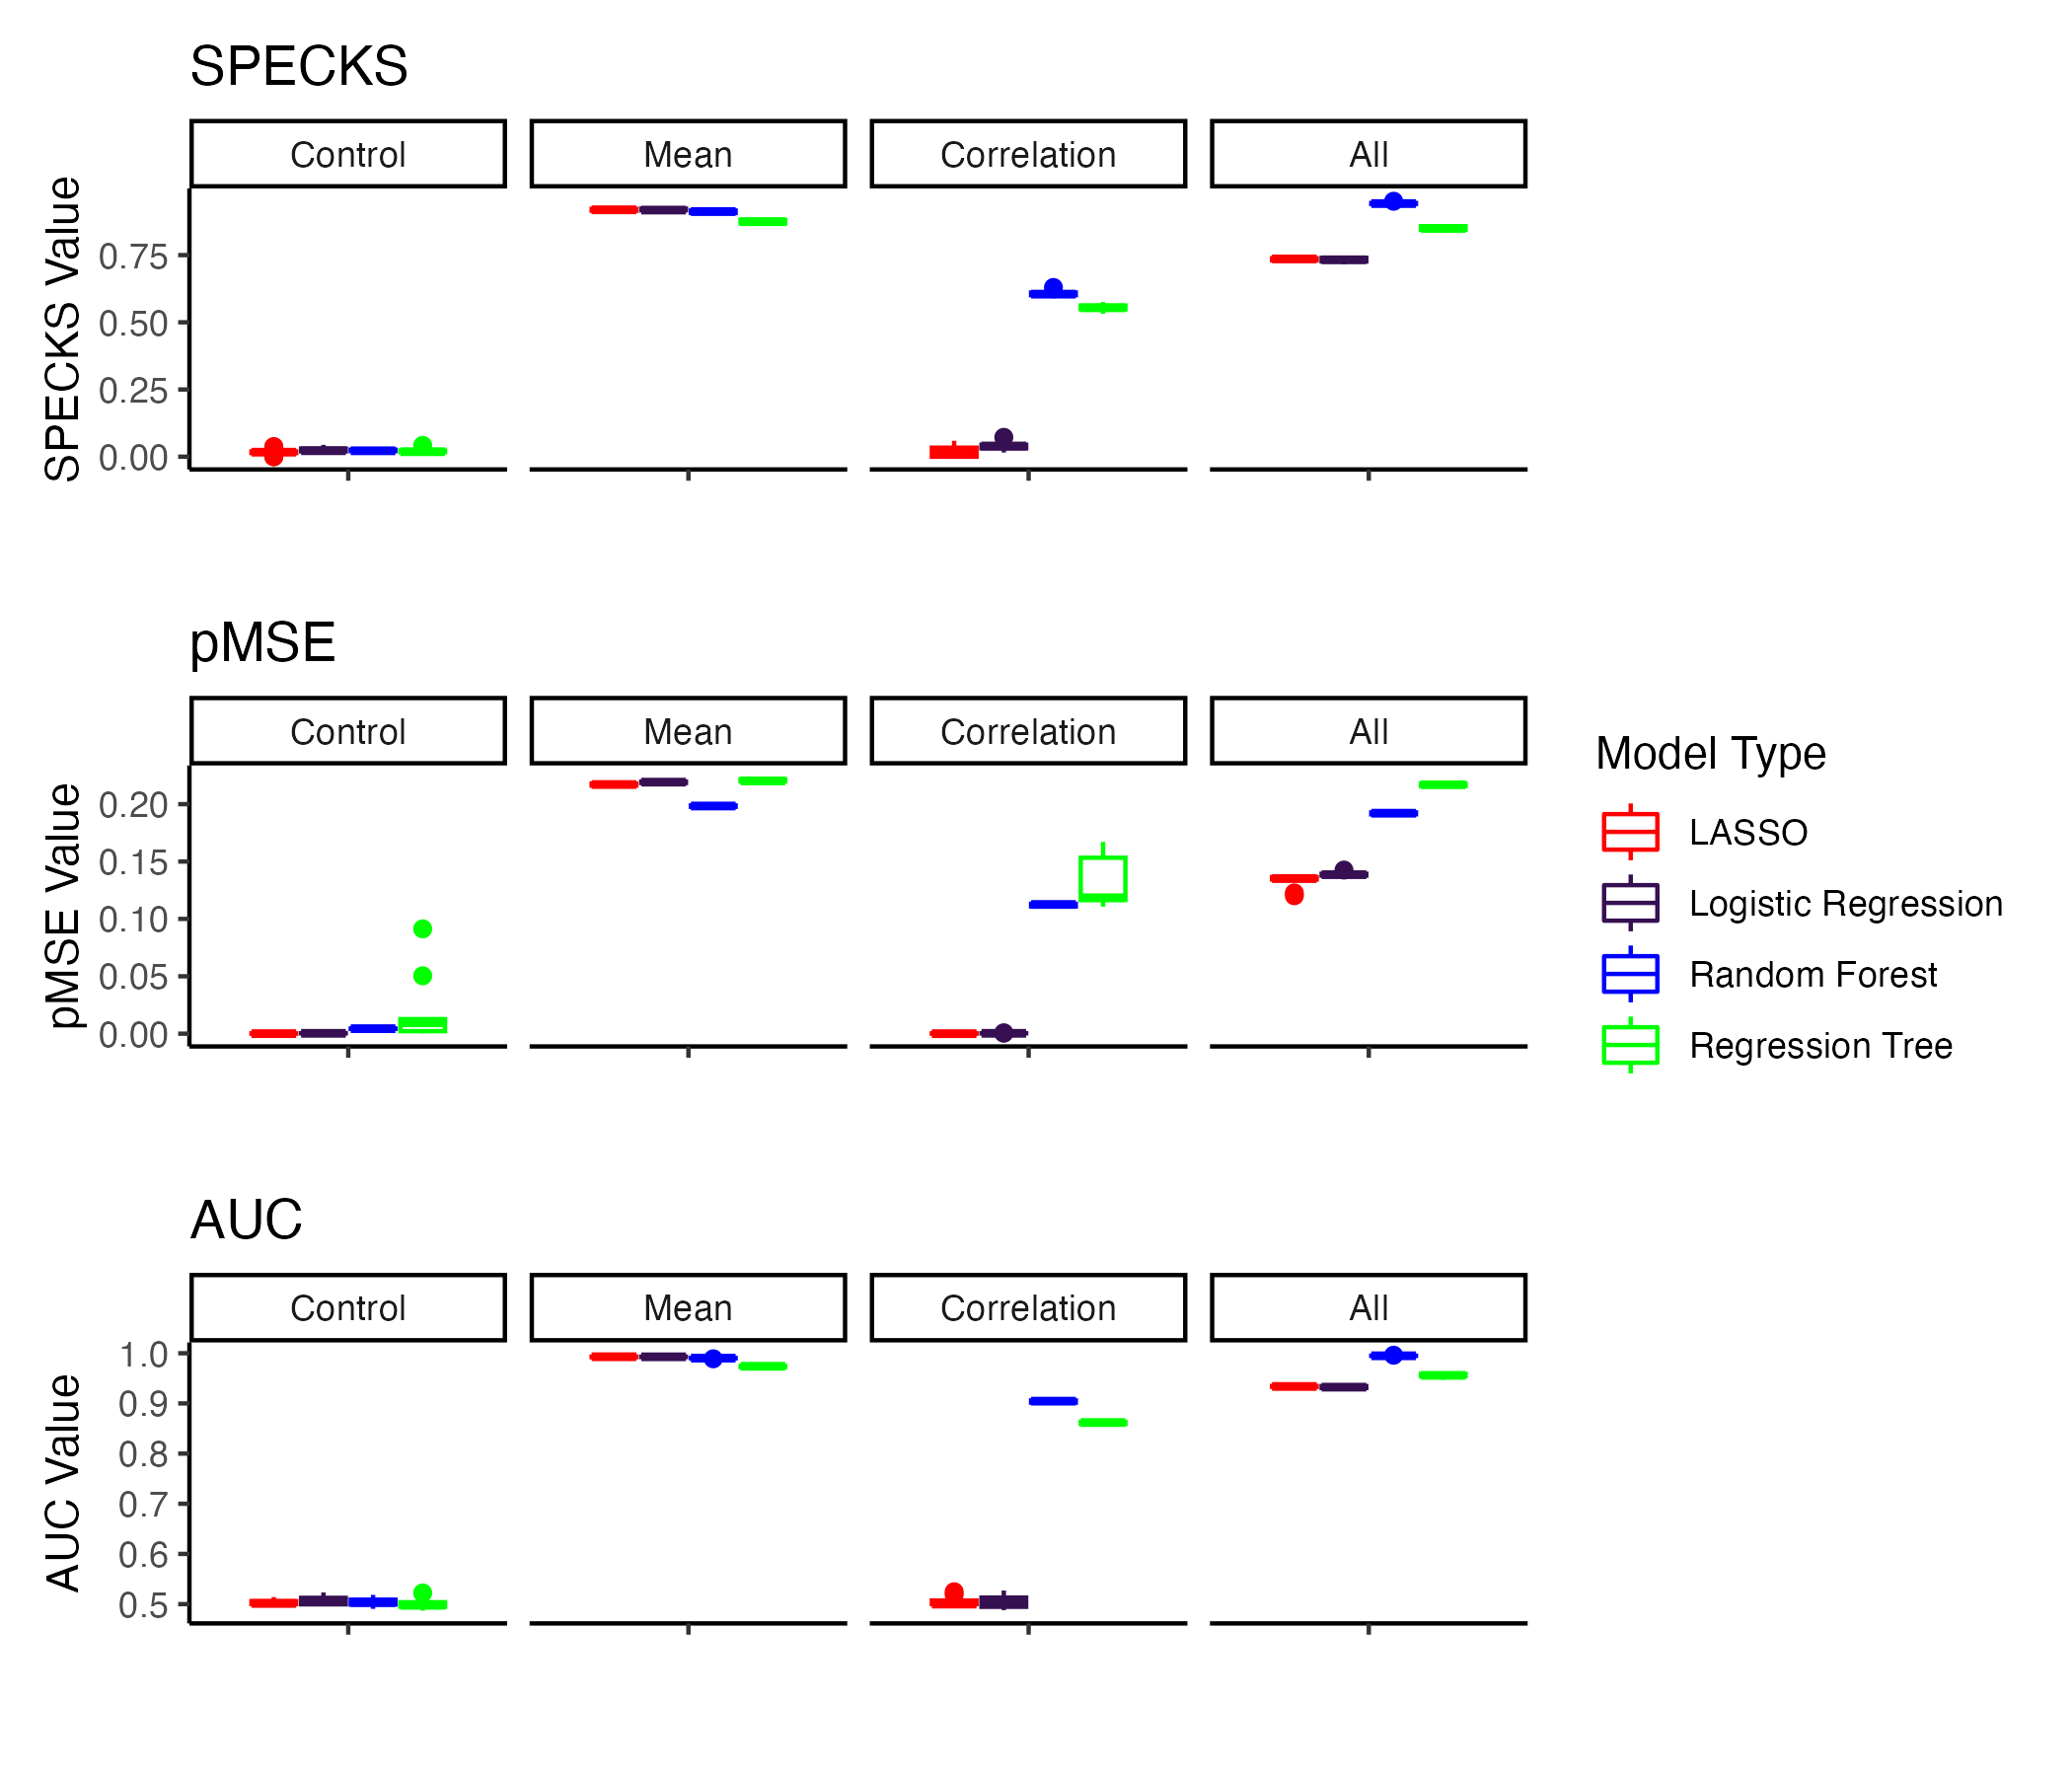 SPECKS
Control Mean Correlation All
SPECKS Value
0.75
0.50
0.25
0.00
pMSE
Control Mean Correlation All
pMSE Value
0.20
0.15
0.10
0.05
0.00
Model Type
LASSO
Logistic Regression
Random Forest
Regression Tree
AUC
Control Mean Correlation All
AUC Value
1.0
0.9
0.8
0.7
0.6
0.5